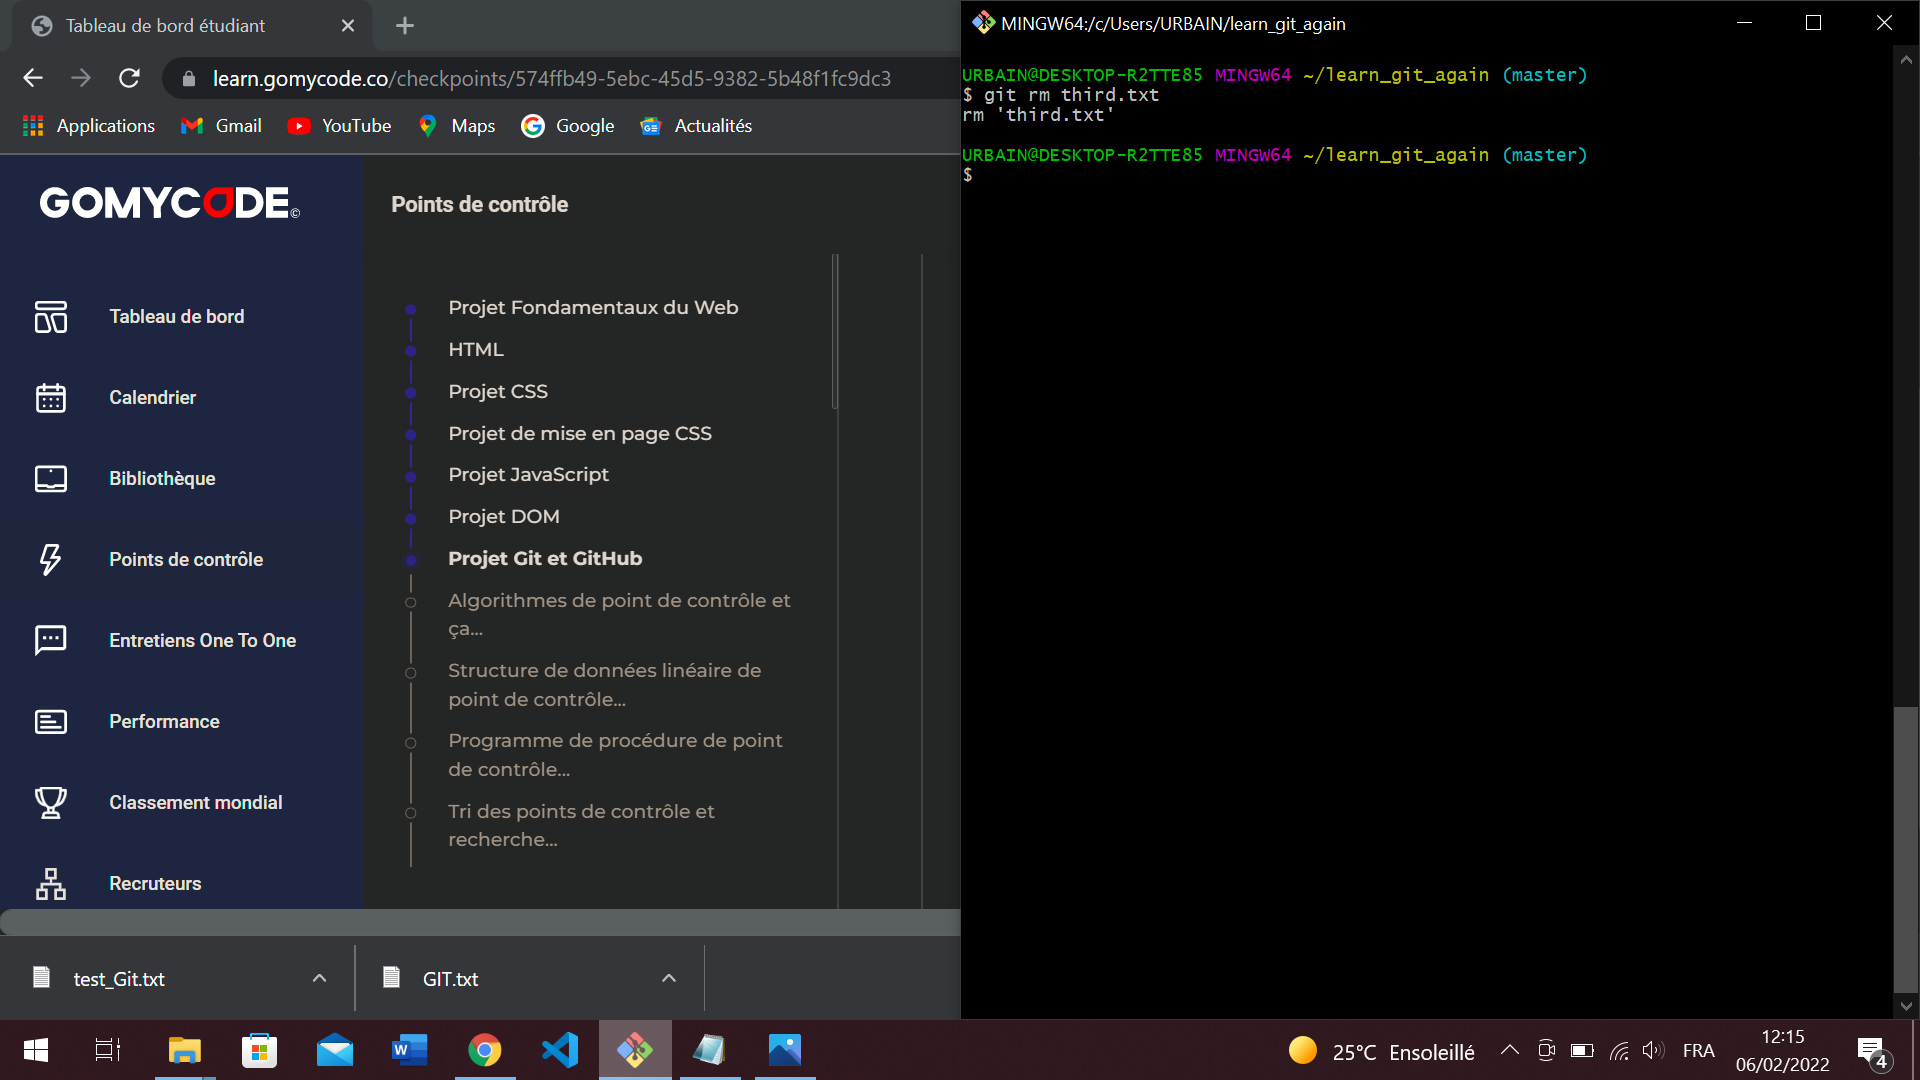 Tableau de bord étudiant
learn.gomycode.co/checkpoints/574ffb49-5ebc-45d5-9382-5b48f1fc9dc3
Applications Gmail YouTube Maps Google Actualités
GOMYCODE©
Tableau de bord
Calendrier
Bibliothèque
Points de contrôle
Entretiens One To One
Performance
Classement mondial
Recruteurs
Points de contrôle
Projet Fondamentaux du Web
HTML
Projet CSS
Projet de mise en page CSS
Projet JavaScript
Projet DOM
Projet Git et GitHub
Algorithmes de point de contrôle et
ça...
Structure de données linéaire de
point de contrôle...
Programme de procédure de point
de contrôle...
Tri des points de contrôle et
recherche...
test_Git.txt
GIT.txt
MINGW64:/c/Users/URBAIN/learn_git_again
URBAIN@DESKTOP-R2TTE85 MINGW64 ~/learn_git_again (master)
$ git rm third.txt
rm 'third.txt'
URBAIN@DESKTOP-R2TTE85 MINGW64 ~/learn_git_again (master)
$
25°C Ensoleillé
FRA
12:15
06/02/2022
4